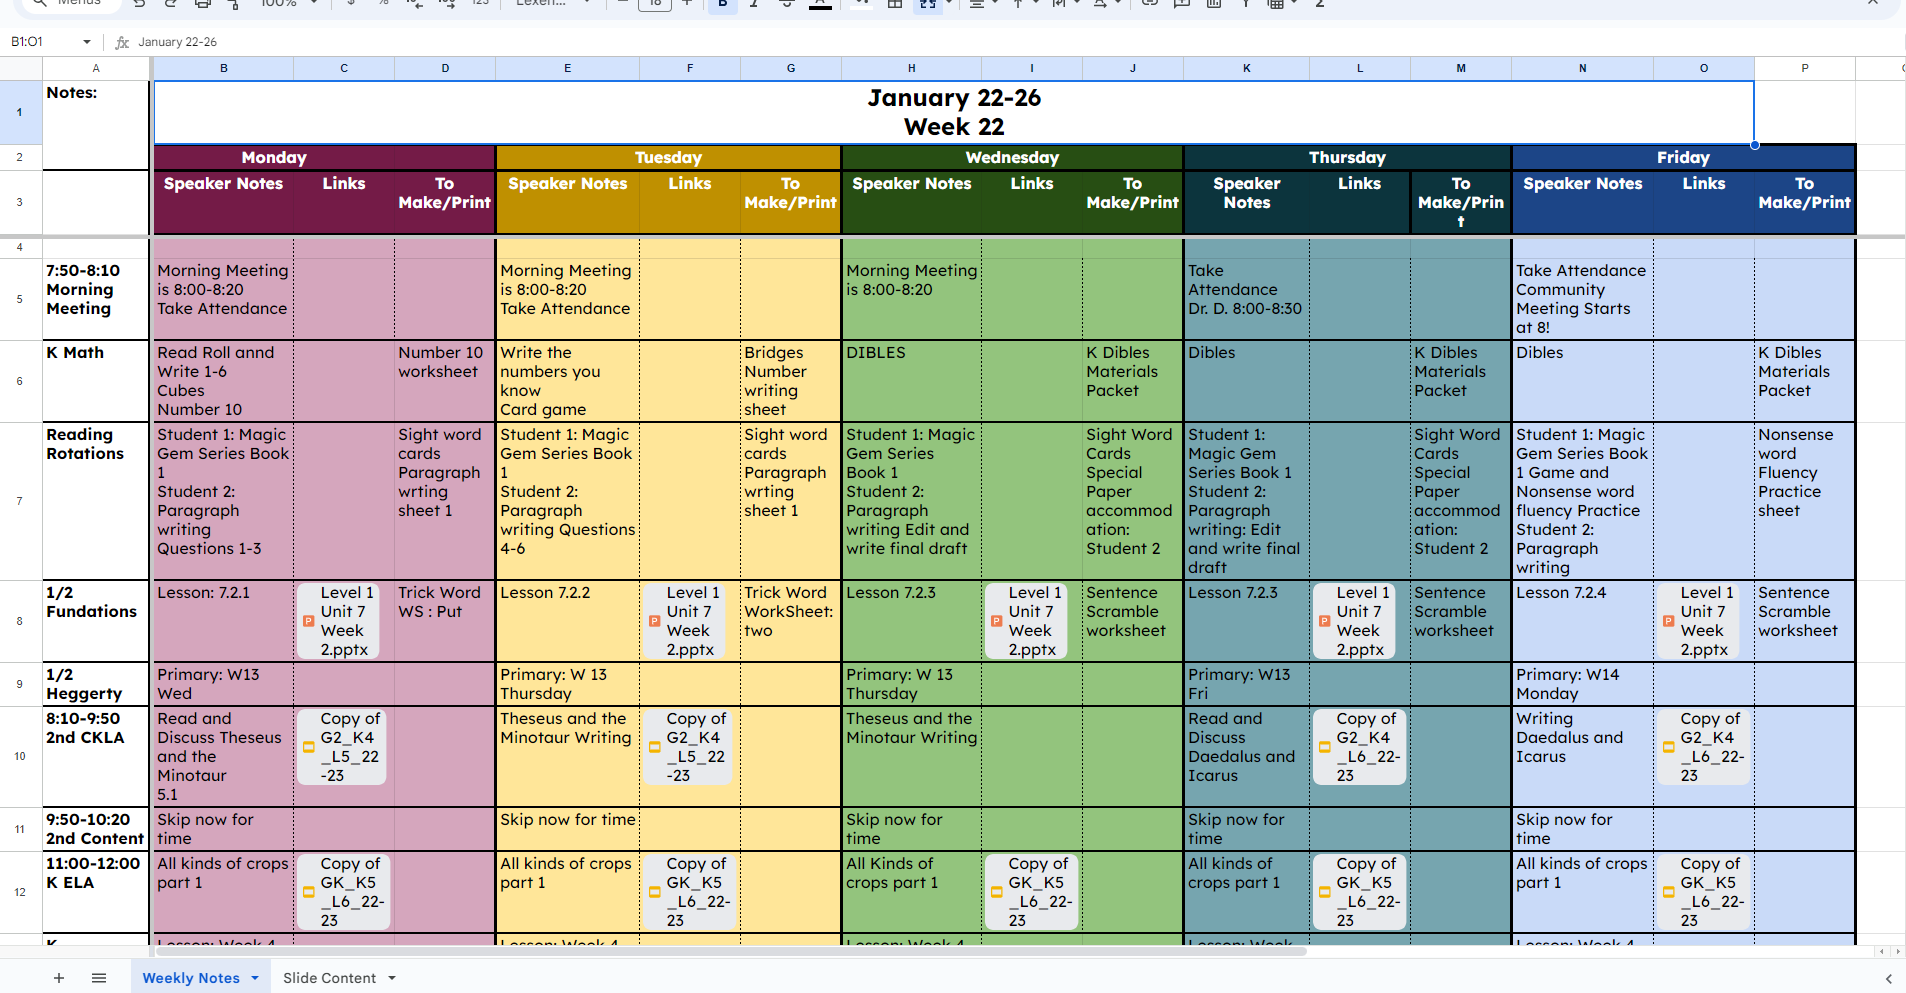 Menus 100% $ % 123 Lexen... 18 B I A
B1:O1 fx January 22-26
A B C D E F G H I J K L M N O P
1 Notes: January 22-26
Week 22
2 Monday Tuesday Wednesday Thursday Friday
3 Speaker Notes Links To Make/Print Speaker Notes Links To Make/Print Speaker Notes Links To Make/Print Speaker Notes Links To Make/Prin t Speaker Notes Links To Make/Print
4
5 7:50-8:10 Morning Meeting
Morning Meeting is 8:00-8:20 Take Attendance
Morning Meeting is 8:00-8:20 Take Attendance
Morning Meeting is 8:00-8:20
Take Attendance Dr. D. 8:00-8:30
Take Attendance Community Meeting Starts at 8!
6 K Math
Read Roll annd Write 1-6 Cubes Number 10
Number 10 worksheet
Write the numbers you know Card game
Bridges Number writing sheet
DIBLES
K Dibles Materials Packet
Dibles
K Dibles Materials Packet
Dibles
K Dibles Materials Packet
7 Reading Rotations
Student 1: Magic Gem Series Book 1 Student 2: Paragraph writing Questions 1-3
Sight word cards Paragraph wrting sheet 1
Student 1: Magic Gem Series Book 1 Student 2: Paragraph writing Questions 4-6
Sight word cards Paragraph wrting sheet 1
Student 1: Magic Gem Series Book 1 Student 2: Paragraph writing Edit and write final draft
Sight Word Cards Special Paper accommod ation: Student 2
Student 1: Magic Gem Series Book 1 Student 2: Paragraph writing: Edit and write final draft
Sight Word Cards Special Paper accommod ation: Student 2
Student 1: Magic Gem Series Book 1 Game and Nonsense word fluency Practice Student 2: Paragraph writing
Nonsense word Fluency Practice sheet
8 1/2 Fundations
Lesson: 7.2.1
P Level 1 Unit 7 Week 2.pptx
Trick Word WS : Put
Lesson 7.2.2
P Level 1 Unit 7 Week 2.pptx
Trick Word WorkSheet: two
Lesson 7.2.3
P Level 1 Unit 7 Week 2.pptx
Sentence Scramble worksheet
Lesson 7.2.3
P Level 1 Unit 7 Week 2.pptx
Sentence Scramble worksheet
Lesson 7.2.4
P Level 1 Unit 7 Week 2.pptx
Sentence Scramble worksheet
9 1/2 Heggerty
Primary: W13 Wed
Primary: W 13 Thursday
Primary: W 13 Thursday
Primary: W13 Fri
Primary: W14 Monday
10 8:10-9:50 2nd CKLA
Read and Discuss Theseus and the Minotaur 5.1
Copy of G2_K4 _L5_22 -23
Theseus and the Minotaur Writing
Copy of G2_K4 _L5_22 -23
Theseus and the Minotaur Writing
Read and Discuss Daedalus and Icarus
Copy of G2_K4 _L6_22- 23
Writing Daedalus and Icarus
Copy of G2_K4 _L6_22- 23
11 9:50-10:20 2nd Content
Skip now for time
Skip now for time
Skip now for time
Skip now for time
Skip now for time
12 11:00-12:00 K ELA
All kinds of crops part 1
Copy of GK_K5 _L6_22- 23
All kinds of crops part 1
Copy of GK_K5 _L6_22- 23
All Kinds of crops part 1
Copy of GK_K5 _L6_22- 23
All kinds of crops part 1
Copy of GK_K5 _L6_22- 23
All kinds of crops part 1
Copy of GK_K5 _L6_22- 23
K Lesson: Week 4 Lesson: Week 4 Lesson: Week 4 Lesson: Week Lesson: Week 4
Weekly Notes Slide Content